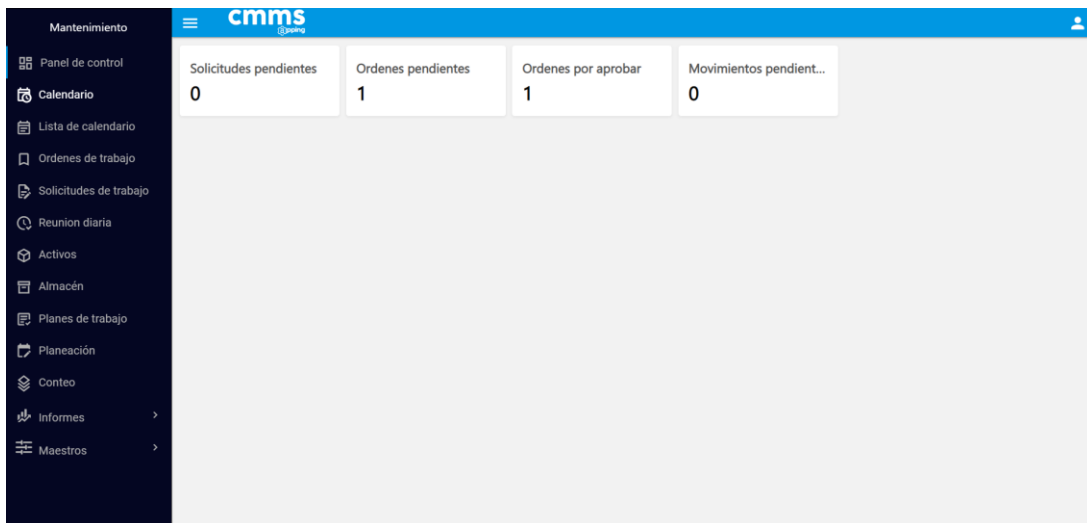 Mantenimiento
Panel de control
Calendario
Lista de calendario
Ordenes de trabajo
Solicitudes de trabajo
Reunion diaria
Activos
Almacén
Planes de trabajo
Planeación
Conteo
Informes
Maestros
cmms
Solicitudes pendientes
0
Ordenes pendientes
1
Ordenes por aprobar
1
Movimientos pendient...
0